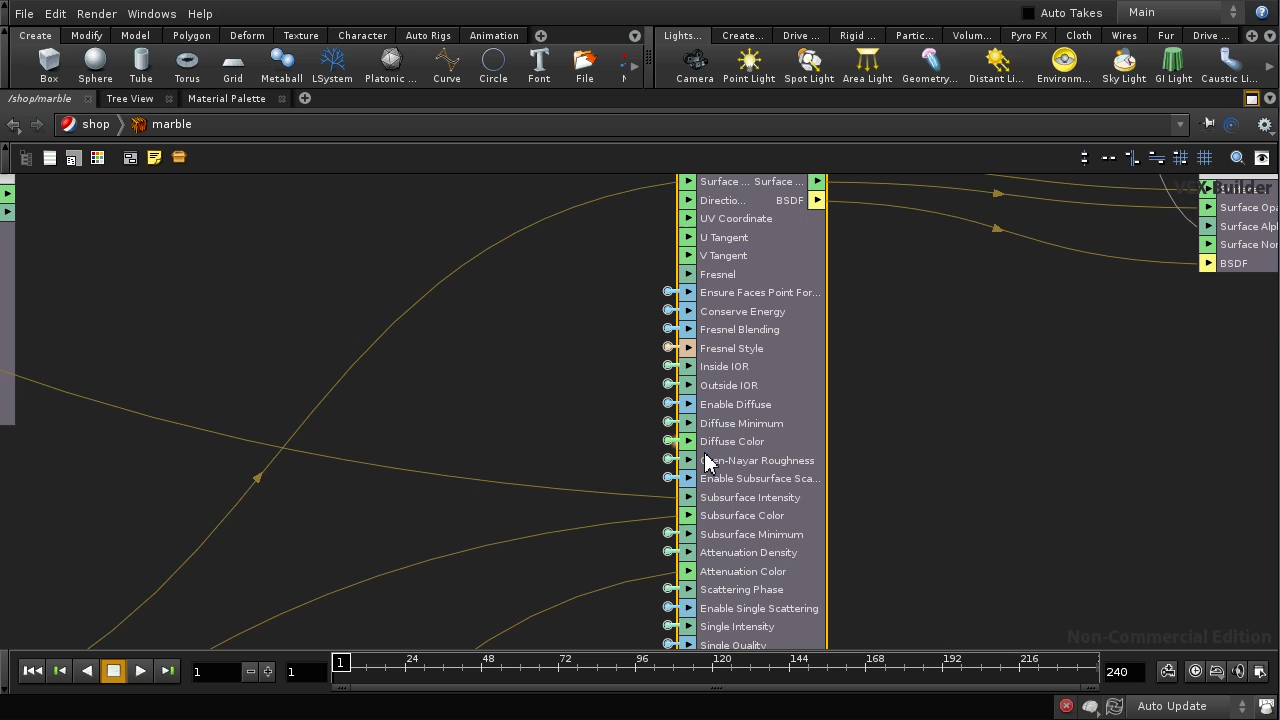 File Edit Render Windows Help Auto Takes Main
Create Modify Model Polygon Deform Texture Character Auto Rigs Animation Lights... Create... Drive ... Rigid ... Partic... Volum... Pyro FX Cloth Wires Fur Drive ...
Box Sphere Tube Torus Grid Metaball LSystem Platonic ... Curve Circle Font File Camera Point Light Spot Light Area Light Geometry... Distant Li... Environm... Sky Light GI Light Caustic Li...
/shop/marble Tree View Material Palette
shop marble
VEX Builder
Surface ... Surface ...
Directio... BSDF
UV Coordinate
U Tangent
V Tangent
Fresnel
Ensure Faces Point For...
Conserve Energy
Fresnel Blending
Fresnel Style
Inside IOR
Outside IOR
Enable Diffuse
Diffuse Minimum
Diffuse Color
-Nayar Roughness
Enable Subsurface Sca...
Subsurface Intensity
Subsurface Color
Subsurface Minimum
Attenuation Density
Attenuation Color
Scattering Phase
Enable Single Scattering
Single Intensity
Single Quality
Surface Opa
Surface Alpl
Surface Nor
BSDF
Non-Commercial Edition
1 1 1 24 48 72 96 120 144 168 192 216 240
Auto Update